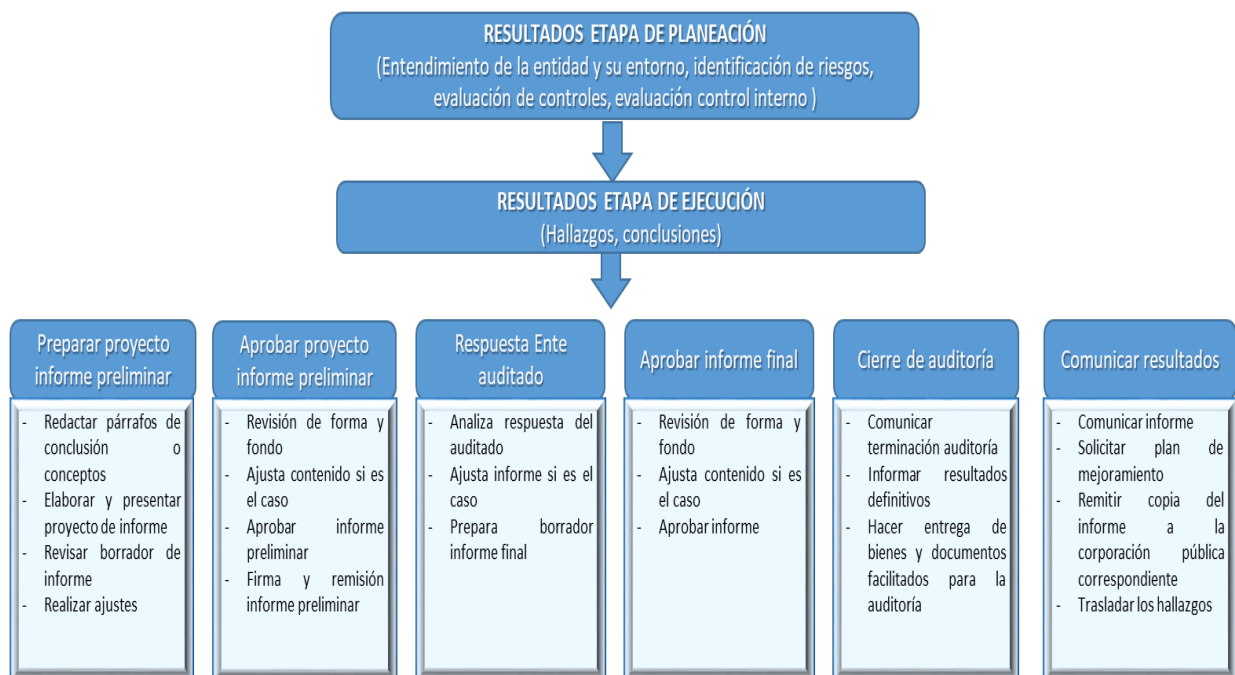 RESULTADOS ETAPA DE PLANEACIÓN
(Entendimiento de la entidad y su entorno, identificación de riesgos,
evaluación de controles, evaluación control interno )
RESULTADOS ETAPA DE EJECUCIÓN
(Hallazgos, conclusiones)
Preparar proyecto
informe preliminar
- Redactar párrafos de
conclusión o
conceptos
- Elaborar y presentar
proyecto de informe
- Revisar borrador de
informe
- Realizar ajustes
Aprobar proyecto
informe preliminar
- Revisión de forma y
fondo
- Ajusta contenido si es
el caso
- Aprobar informe
preliminar
- Firma y remisión
informe preliminar
Respuesta Ente
auditado
- Analiza respuesta del
auditado
- Ajusta informe si es el
caso
- Prepara borrador
informe final
Aprobar informe final
- Revisión de forma y
fondo
- Ajusta contenido si es
el caso
- Aprobar informe
Cierre de auditoría
- Comunicar
terminación auditoría
- Informar resultados
definitivos
- Hacer entrega de
bienes y documentos
facilitados para la
auditoría
Comunicar resultados
- Comunicar informe
- Solicitar plan de
mejoramiento
- Remitir copia del
informe a la
corporación pública
correspondiente
- Trasladar los hallazgos